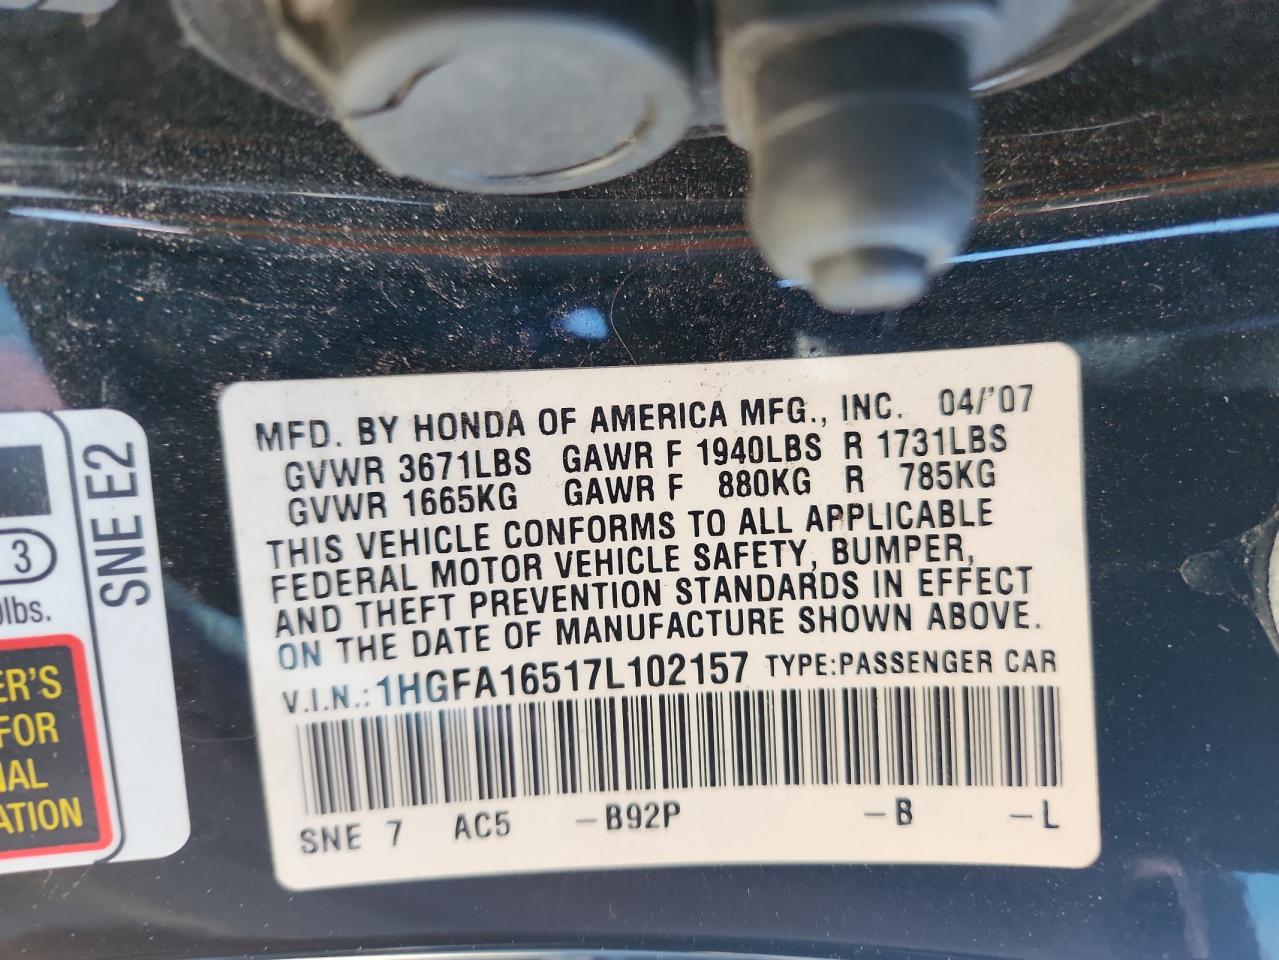 MFD. BY HONDA OF AMERICA MFG., INC. 04/'07
GVWR 3671LBS GAWR F 1940LBS R 1731LBS
GVWR 1665KG GAWR F 880KG R 785KG
THIS VEHICLE CONFORMS TO ALL APPLICABLE
FEDERAL MOTOR VEHICLE SAFETY, BUMPER,
AND THEFT PREVENTION STANDARDS IN EFFECT
ON THE DATE OF MANUFACTURE SHOWN ABOVE.
V.I.N.: 1HGFA16517L102157 TYPE:PASSENGER CAR
SNE 7 AC5 -B92P -B -L
SNE E2
3
lbs.
ER'S
FOR
NAL
ATION